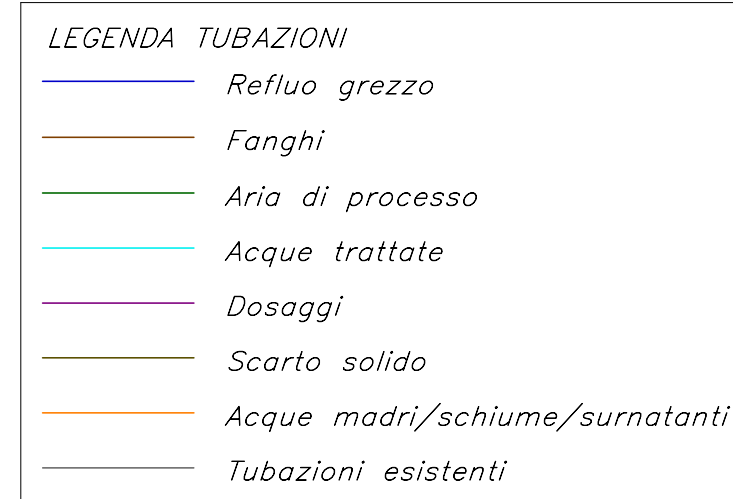 LEGENDA TUBAZIONI
Refluo grezzo
Fanghi
Aria di processo
Acque trattate
Dosaggi
Scarto solido
Acque madri/schiume/surnatanti
Tubazioni esistenti